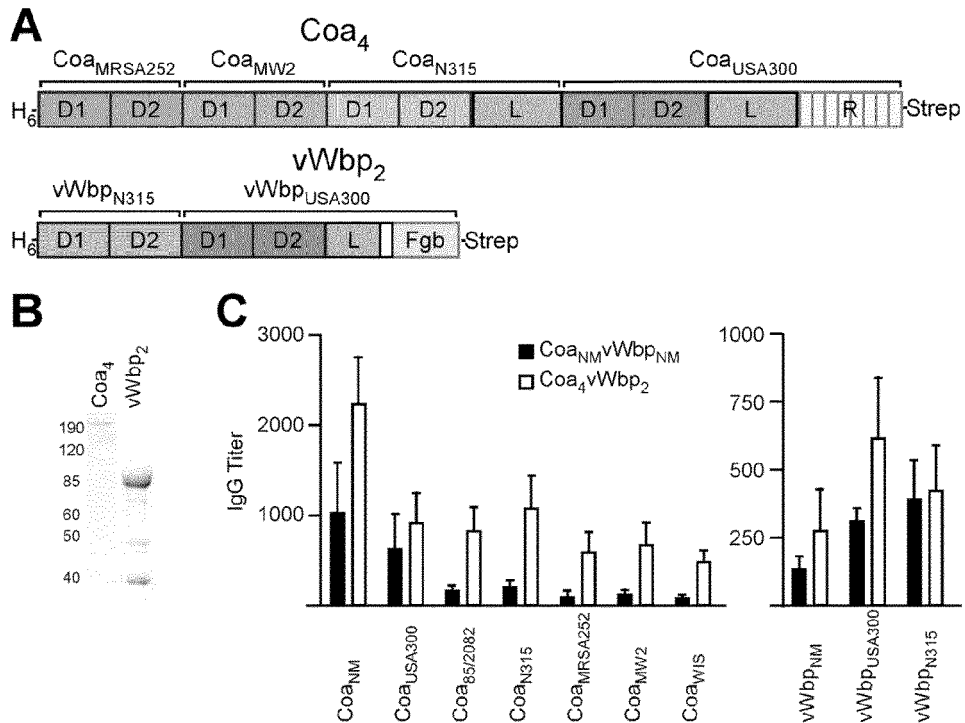 A
Coa4
CoaMRSA252 CoaMW2 CoaN315 CoaUSA300
H6- D1 D2 D1 D2 D1 D2 L D1 D2 L R -Strep
vWbp2
vWbpN315 vWbpUSA300
H6- D1 D2 D1 D2 L Fgb -Strep
B
Coa4
vWbp2
190
120
85
60
50
40
C
3000
2000
1000
IgG Titer
CoaNMvWbpNM
Coa4vWbp2
CoaNM
CoaUSA300
Coa85/2082
CoaN315
CoaMRSA252
CoaMW2
CoaWIS
1000
750
500
250
vWbpNM
vWbpUSA300
vWbpN315